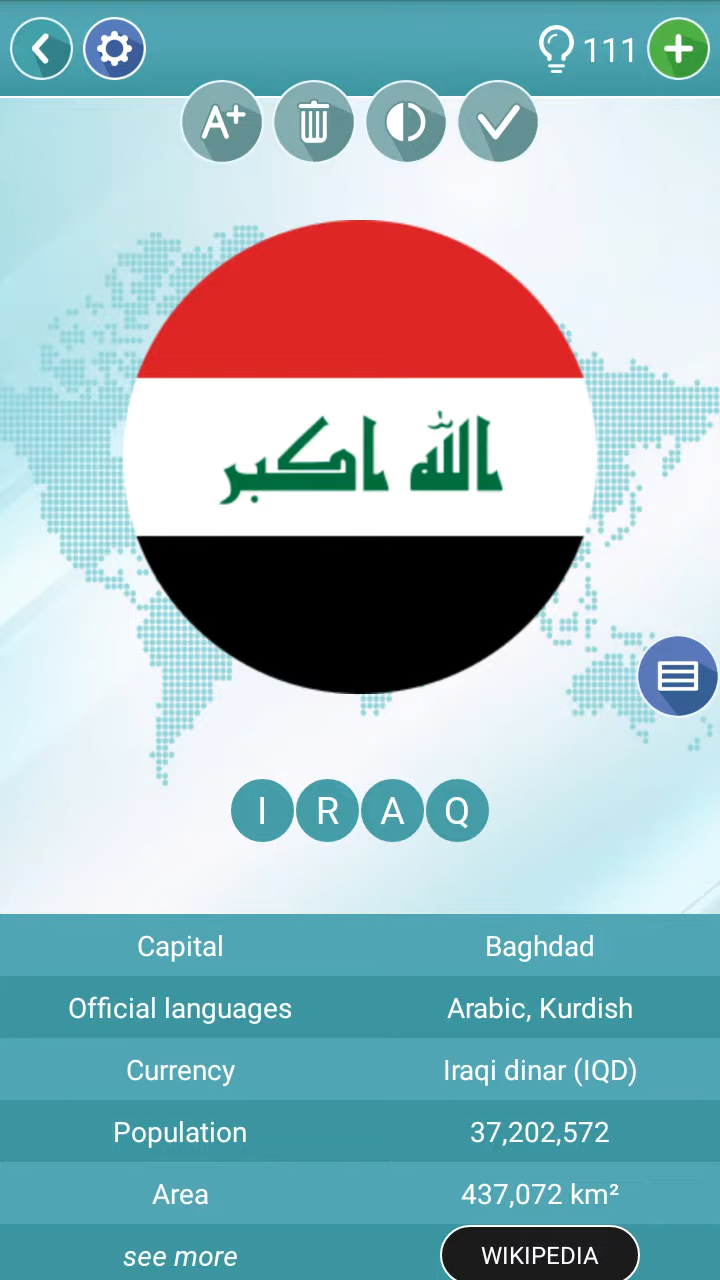 111
A+
الله اكبر
I R A Q
Capital Baghdad
Official languages Arabic, Kurdish
Currency Iraqi dinar (IQD)
Population 37,202,572
Area 437,072 km²
see more WIKIPEDIA